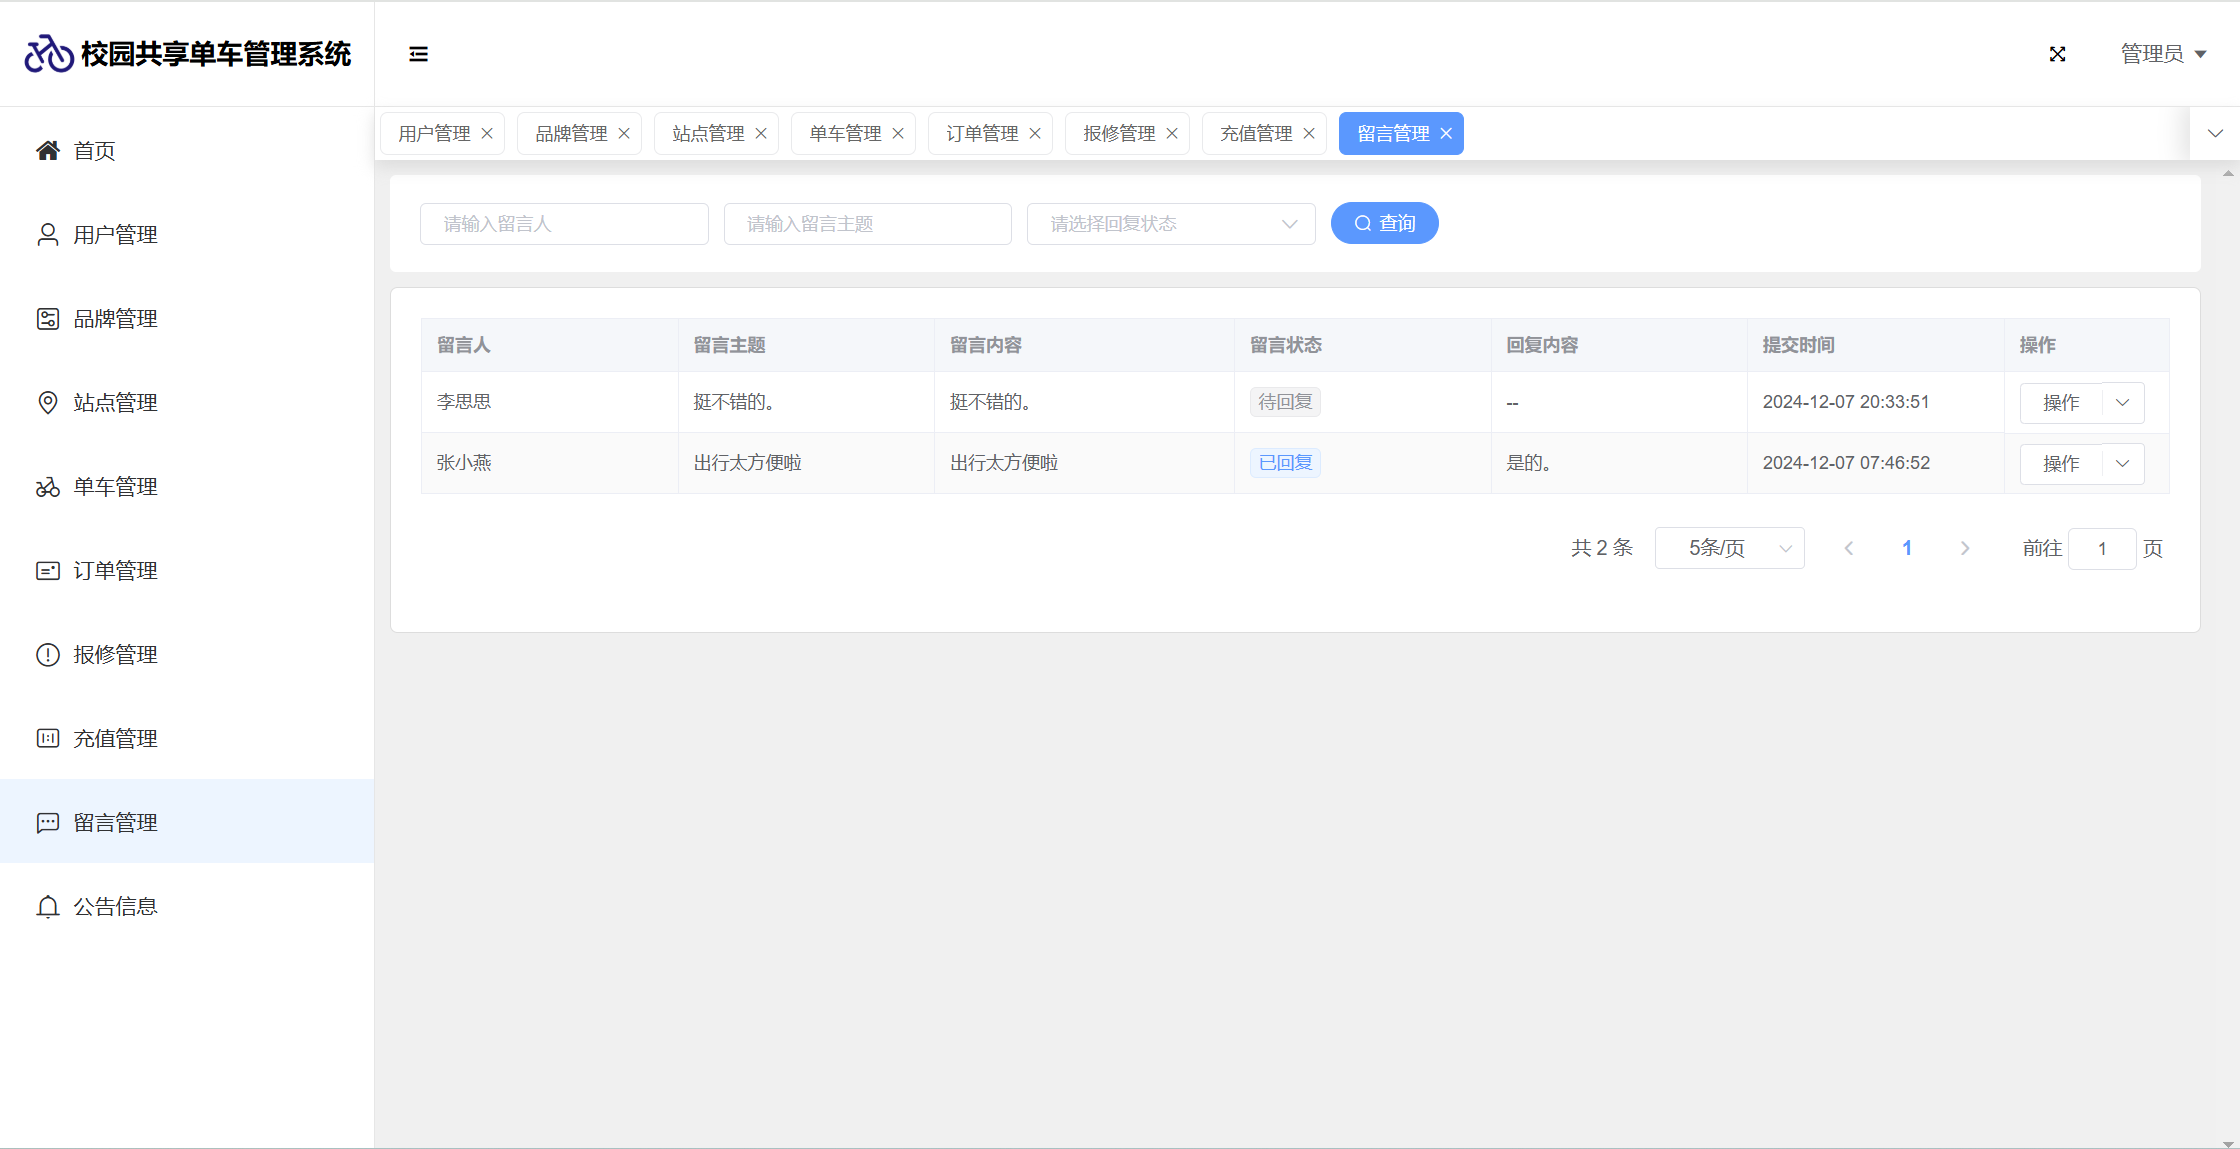 校园共享单车管理系统
管理员
首页
用户管理
品牌管理
站点管理
单车管理
订单管理
报修管理
充值管理
留言管理
公告信息
用户管理 品牌管理 站点管理 单车管理 订单管理 报修管理 充值管理 留言管理
请输入留言人 请输入留言主题 请选择回复状态 查询
留言人 留言主题 留言内容 留言状态 回复内容 提交时间 操作
李思思 挺不错的。 挺不错的。 待回复 -- 2024-12-07 20:33:51 操作
张小燕 出行太方便啦 出行太方便啦 已回复 是的。 2024-12-07 07:46:52 操作
共 2 条 5条/页 1 前往 1 页